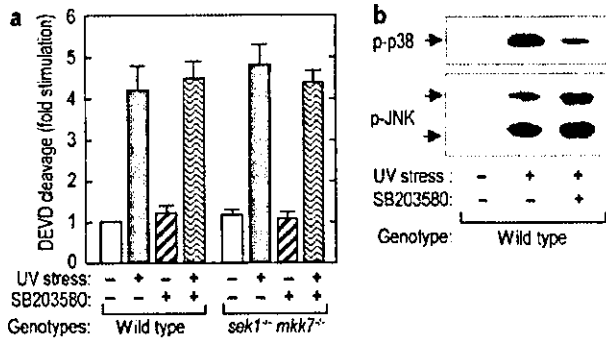 a
DEVD cleavage (fold stimulation)
6
5
4
3
2
1
0
UV stress: – + – + – + – +
SB203580: – – + + – – + +
Genotypes: Wild type sek1-/- mkk7-/-
b
p-p38
p-JNK
UV stress : – + +
SB203580: – – +
Genotype: Wild type